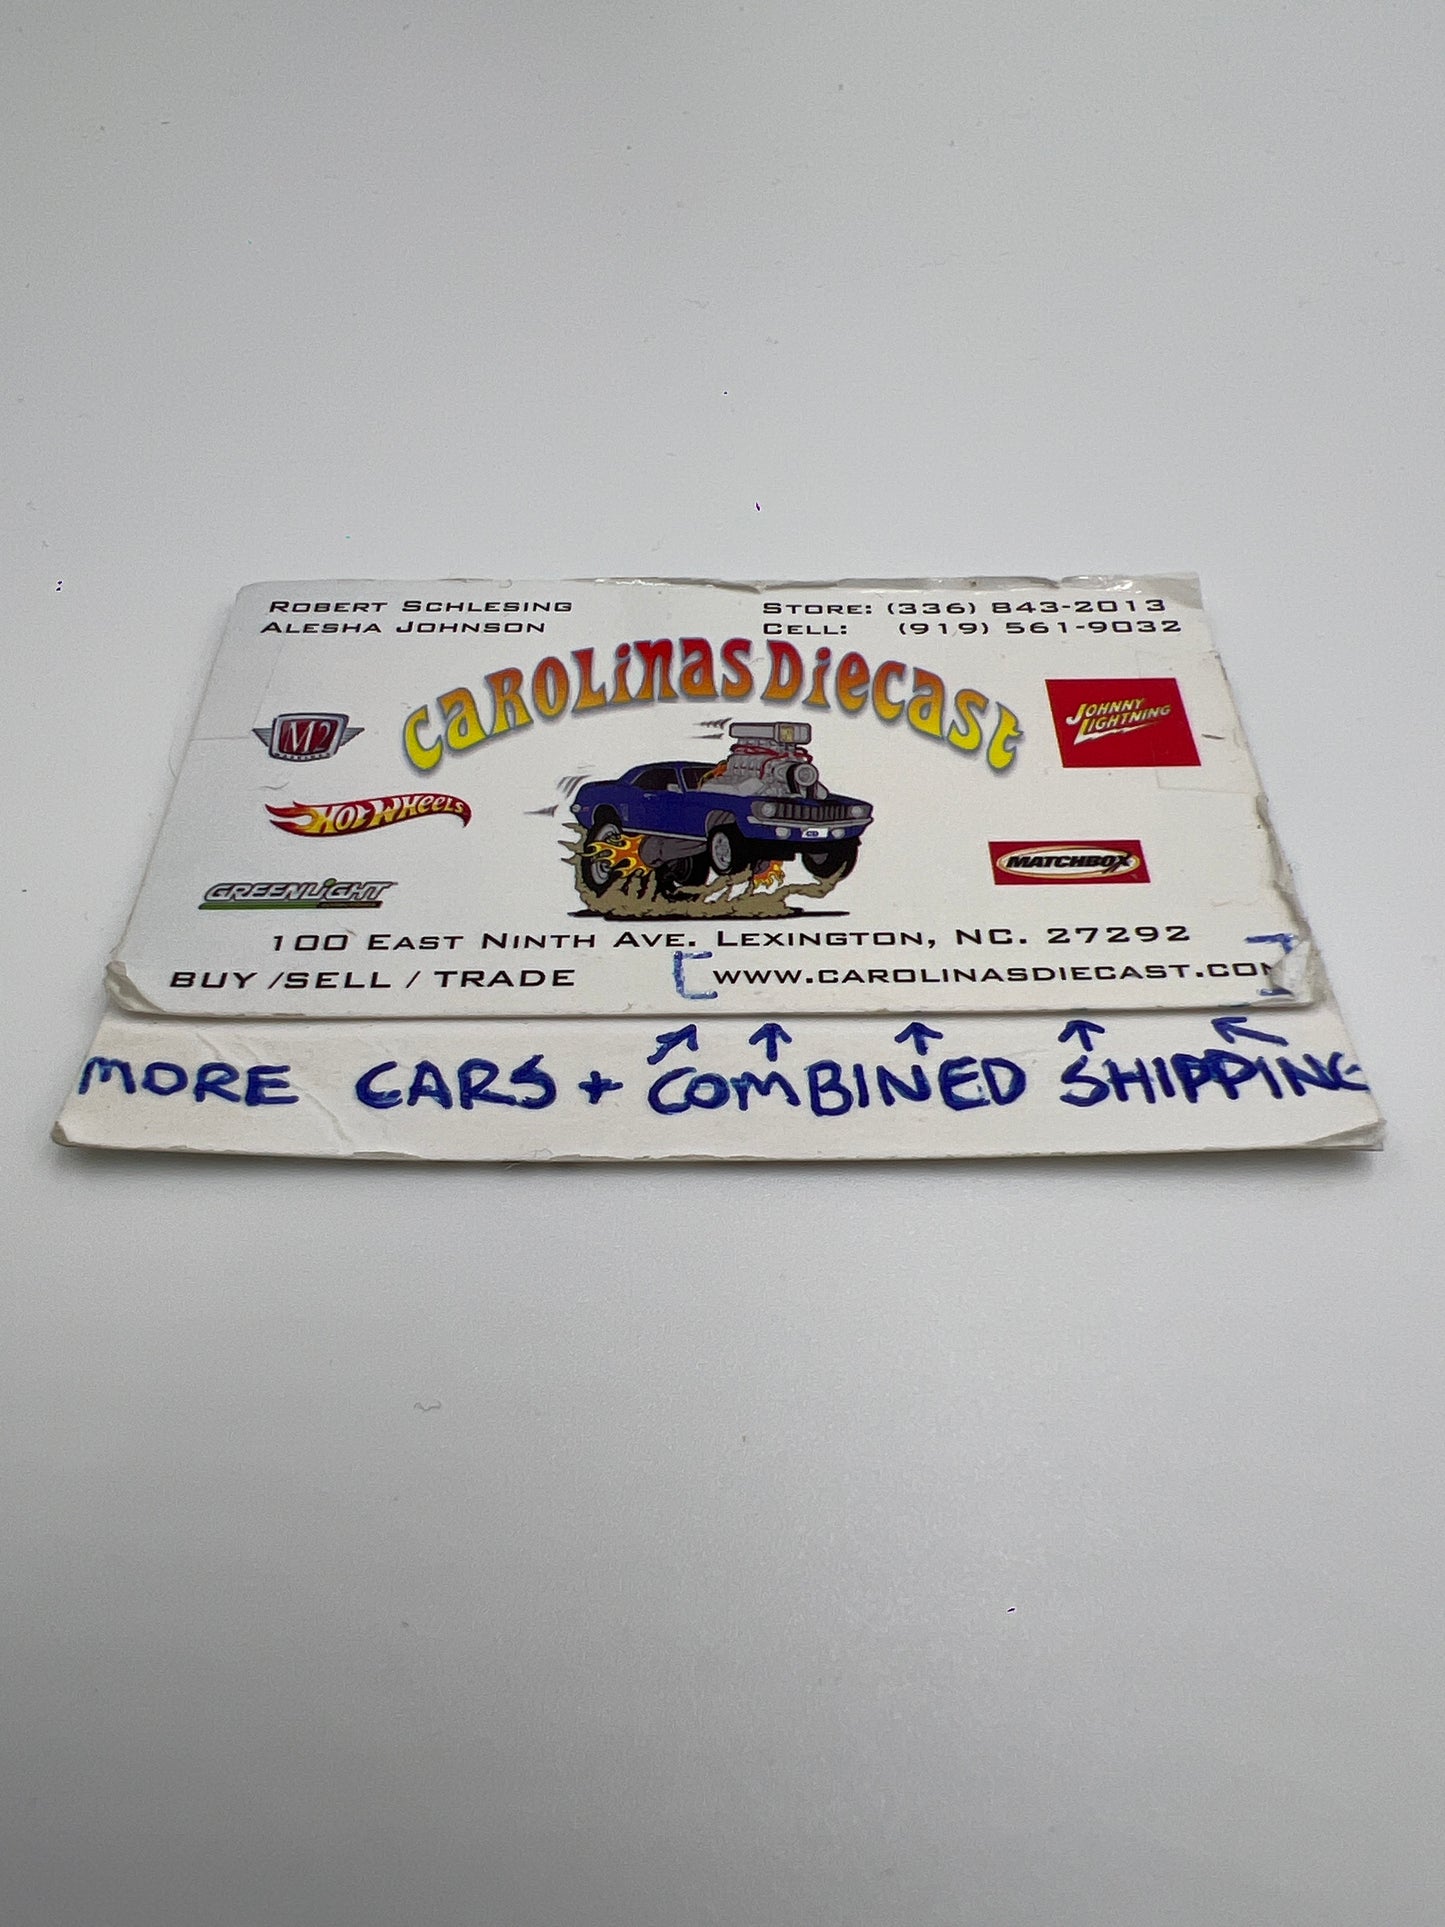 ROBERT SCHLESING
ALESHA JOHNSON
STORE: (336) 843-2013
CELL: (919) 561-9032
CAROLINAS DIECAST
M2
JOHNNY LIGHTNING
HOT WHEELS
MATCHBOX
GREENLIGHT
100 EAST NINTH AVE. LEXINGTON, NC. 27292
BUY /SELL / TRADE
[WWW.CAROLINASDIECAST.COM]
MORE CARS + COMBINED SHIPPING